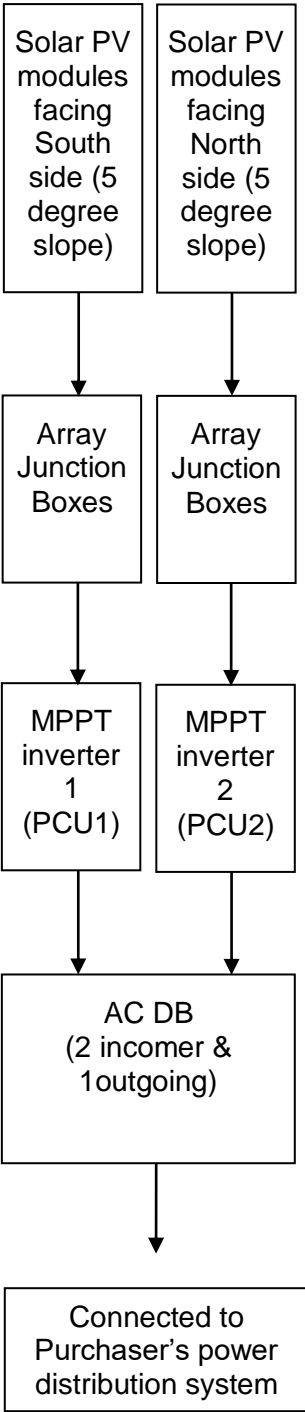 Solar PV
modules
facing
South
side (5
degree
slope)
Solar PV
modules
facing
North
side (5
degree
slope)
Array
Junction
Boxes
Array
Junction
Boxes
MPPT
inverter
1
(PCU1)
MPPT
inverter
2
(PCU2)
AC DB
(2 incomer &
1outgoing)
Connected to
Purchaser's power
distribution system